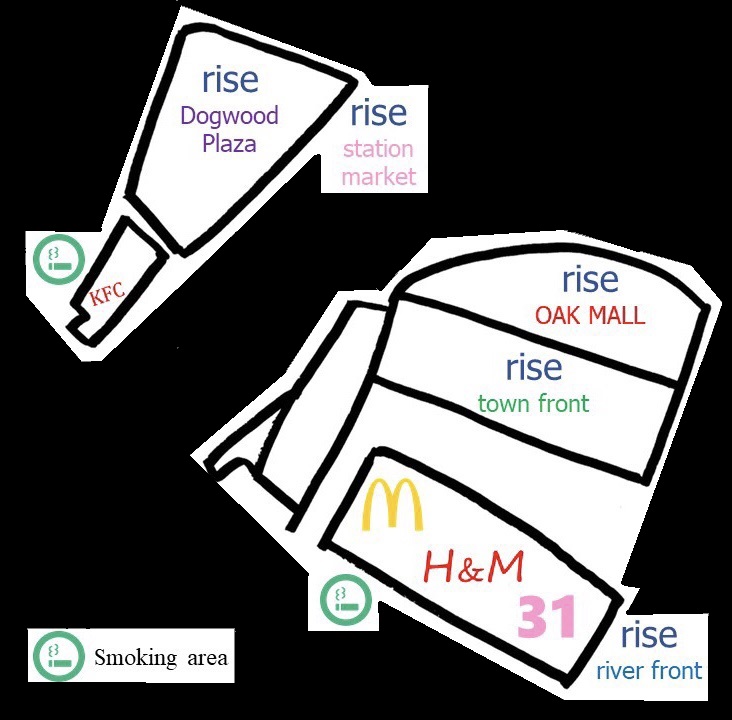 rise
Dogwood
Plaza
rise
station
market
KFC
rise
OAK MALL
rise
town front
M
H&M
31
rise
river front
Smoking area